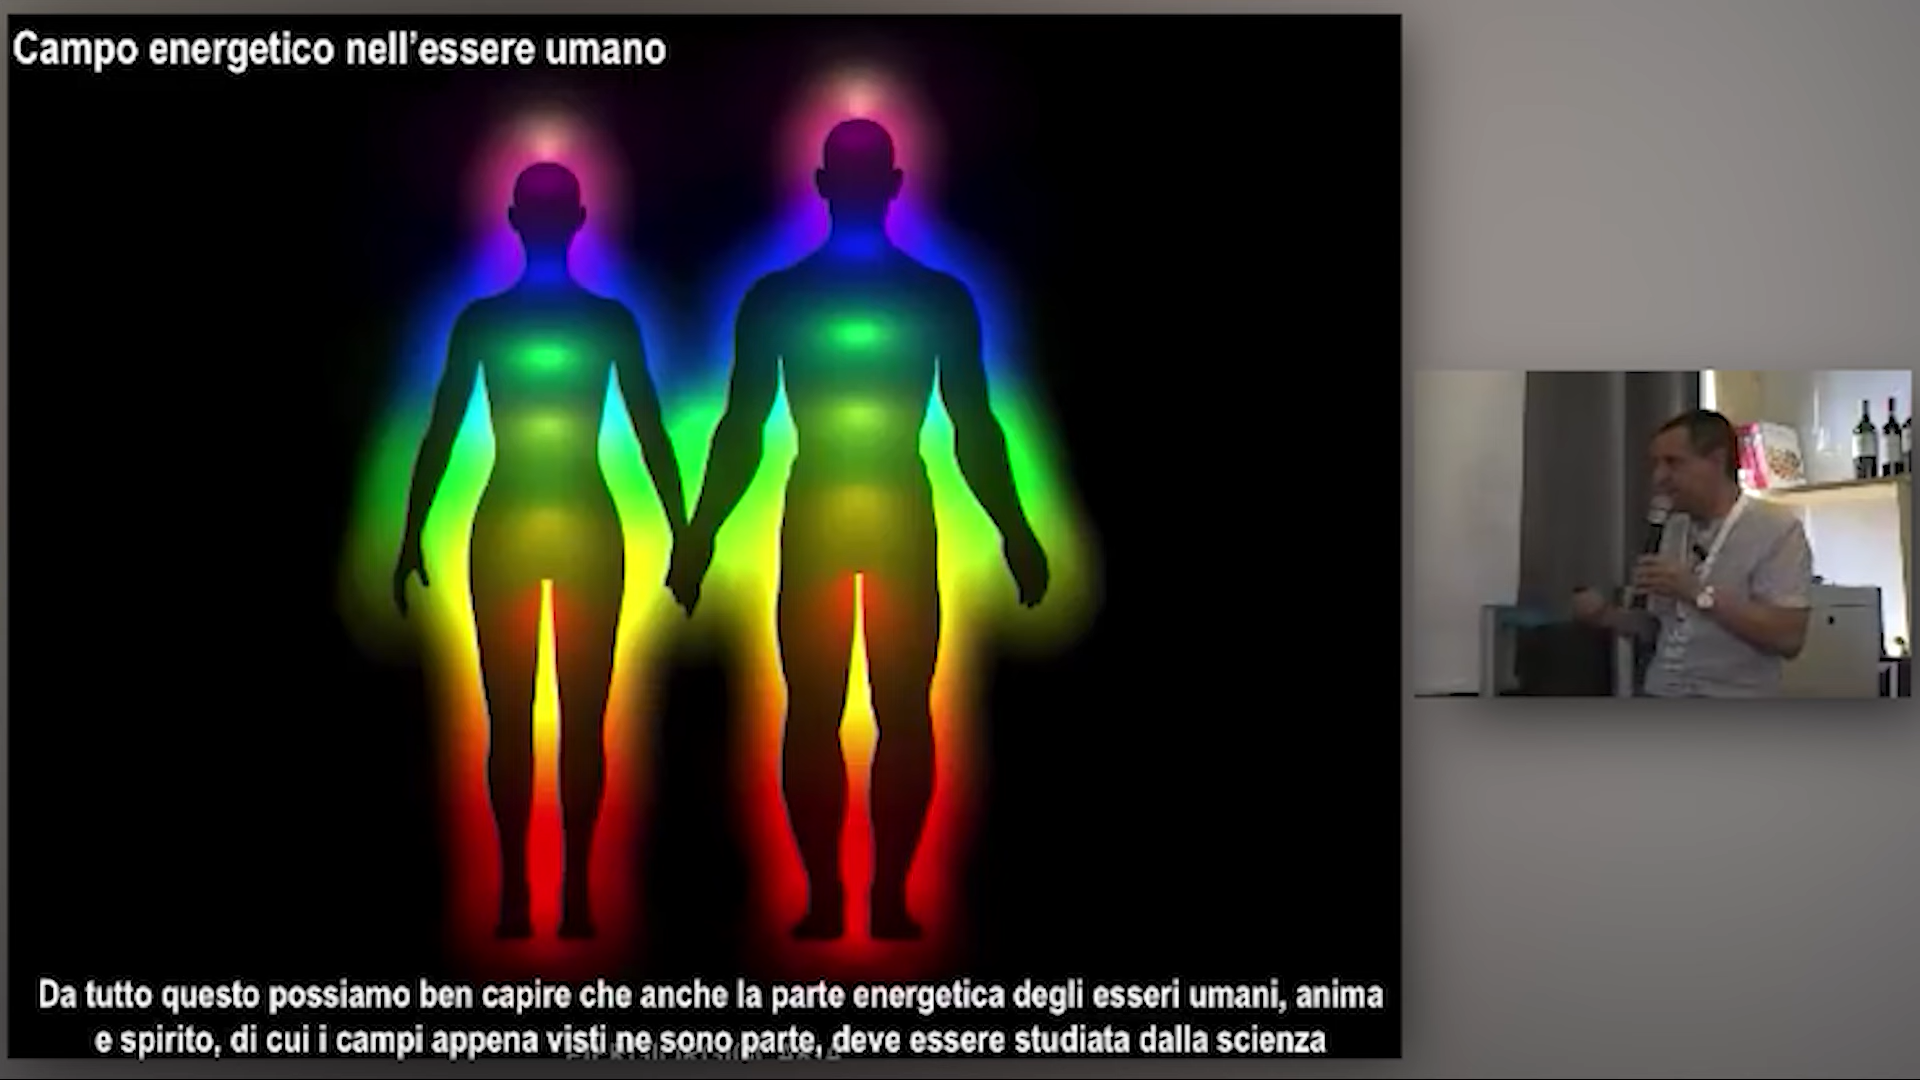 Campo energetico nell'essere umano
Da tutto questo possiamo ben capire che anche la parte energetica degli esseri umani, anima
e spirito, di cui i campi appena visti ne sono parte, deve essere studiata dalla scienza